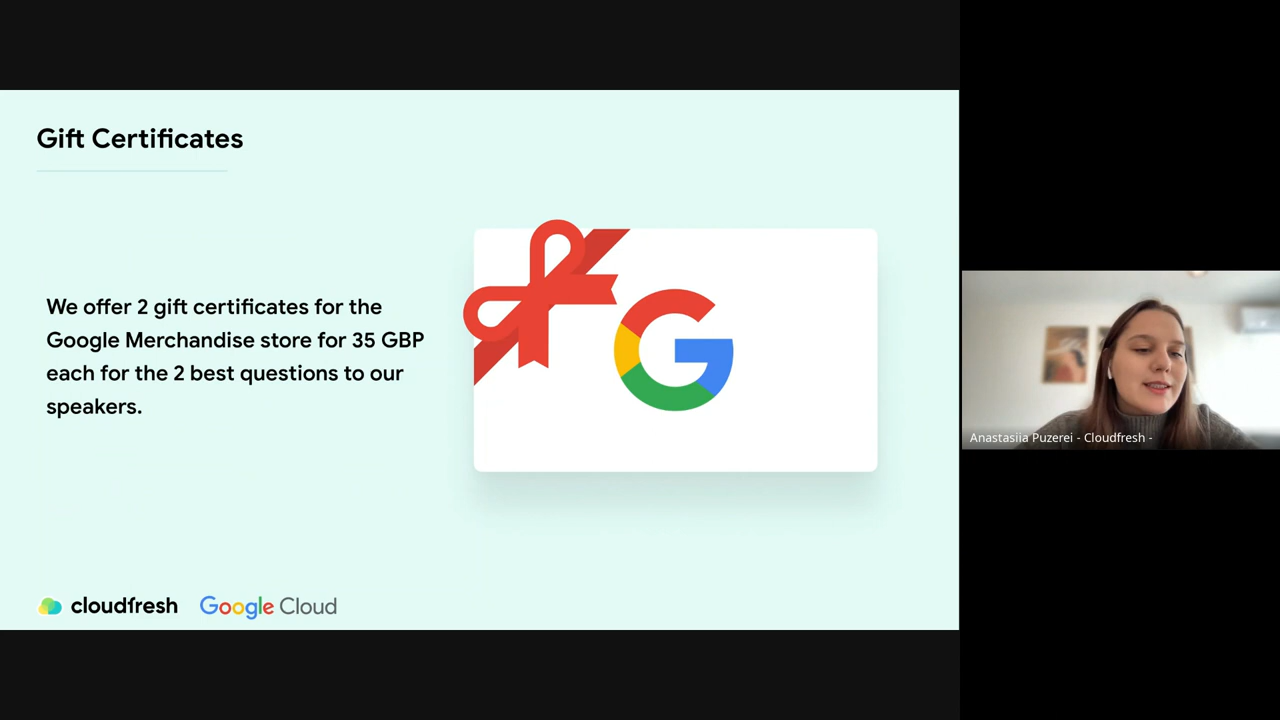 Gift Certificates
We offer 2 gift certificates for the
Google Merchandise store for 35 GBP
each for the 2 best questions to our
speakers.
cloudfresh Google Cloud
Anastasiia Puzerei - Cloudfresh -